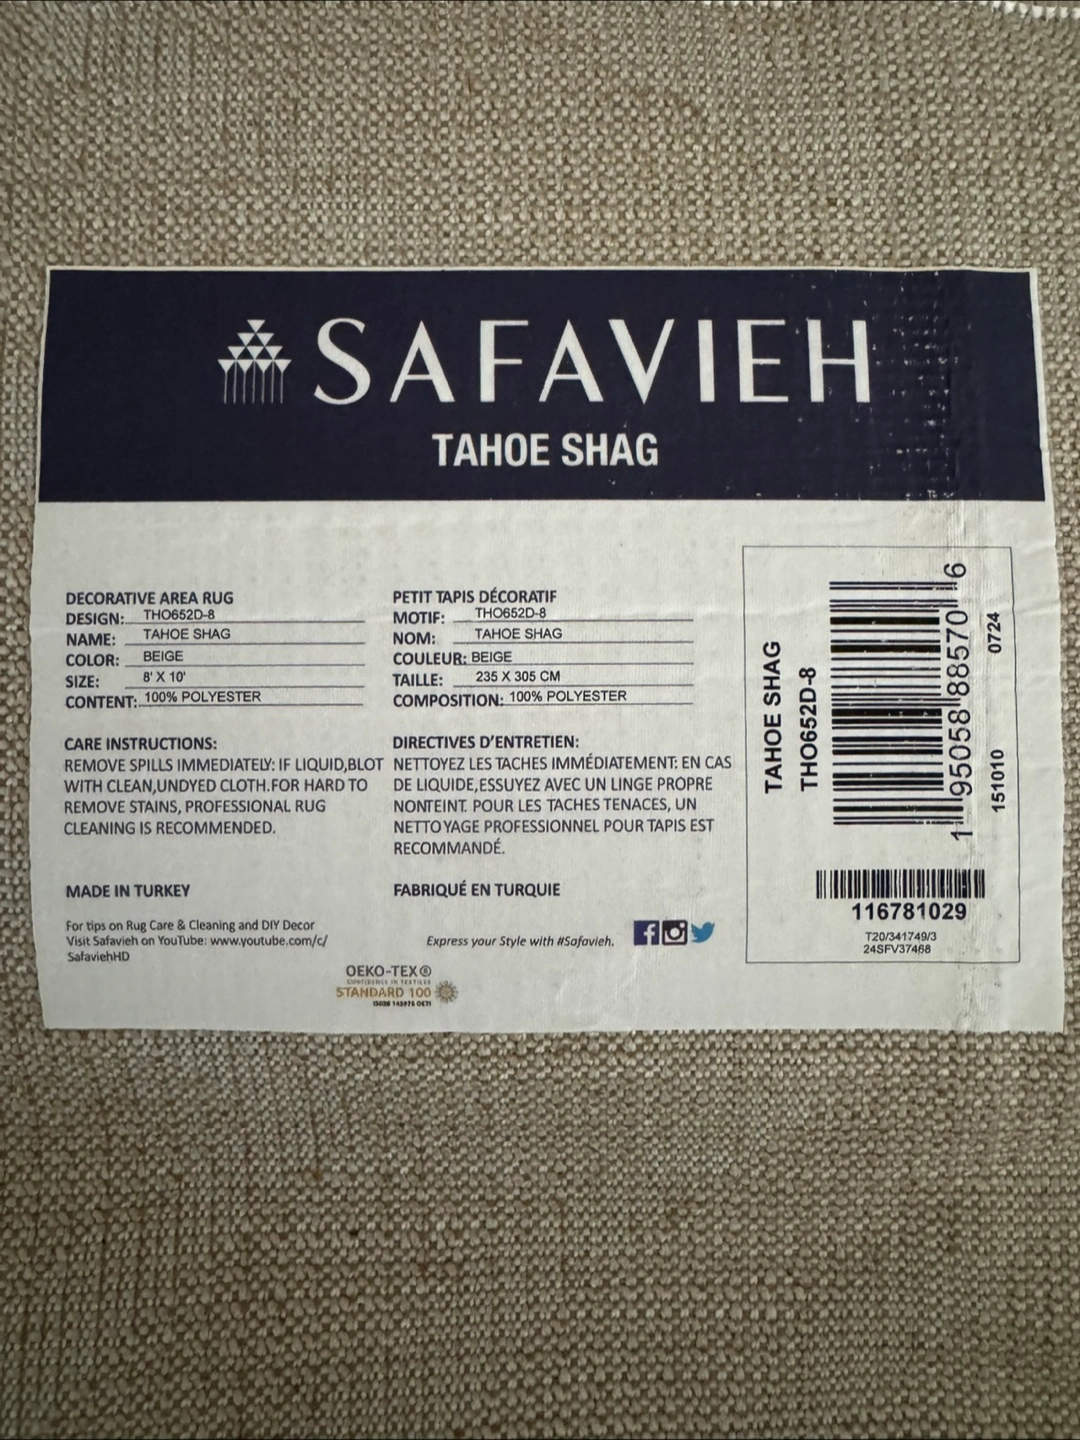 SAFAVIEH
TAHOE SHAG
DECORATIVE AREA RUG
DESIGN: THO652D-8
NAME: TAHOE SHAG
COLOR: BEIGE
SIZE: 8' X 10'
CONTENT: 100% POLYESTER
CARE INSTRUCTIONS:
REMOVE SPILLS IMMEDIATELY: IF LIQUID,BLOT
WITH CLEAN,UNDYED CLOTH.FOR HARD TO
REMOVE STAINS, PROFESSIONAL RUG
CLEANING IS RECOMMENDED.
MADE IN TURKEY
For tips on Rug Care & Cleaning and DIY Decor
Visit Safavieh on YouTube: www.youtube.com/c/
SafaviehHD
PETIT TAPIS DÉCORATIF
MOTIF: THO652D-8
NOM: TAHOE SHAG
COULEUR: BEIGE
TAILLE: 235 X 305 CM
COMPOSITION: 100% POLYESTER
DIRECTIVES D'ENTRETIEN:
NETTOYEZ LES TACHES IMMÉDIATEMENT: EN CAS
DE LIQUIDE,ESSUYEZ AVEC UN LINGE PROPRE
NONTEINT. POUR LES TACHES TENACES, UN
NETTO YAGE PROFESSIONNEL POUR TAPIS EST
RECOMMANDÉ.
FABRIQUÉ EN TURQUIE
Express your Style with #Safavieh.
OEKO-TEX®
CONFIDENCE IN TEXTILES
STANDARD 100
TAHOE SHAG
THO652D-8
1 95058 88570 6
151010 0724
116781029
T20/341749/3
24SFV37468